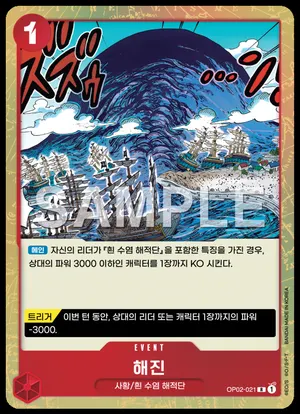 1
ズズゥ
SAMPLE
메인 자신의 리더가 『흰 수염 해적단』을 포함한 특징을 가진 경우,
상대의 파워 3000 이하인 캐릭터를 1장까지 KO 시킨다.
트리거 이번 턴 동안, 상대의 리더 또는 캐릭터 1장까지의 파워
-3000.
EVENT
해진
사황/흰 수염 해적단
OP02-021 R 1